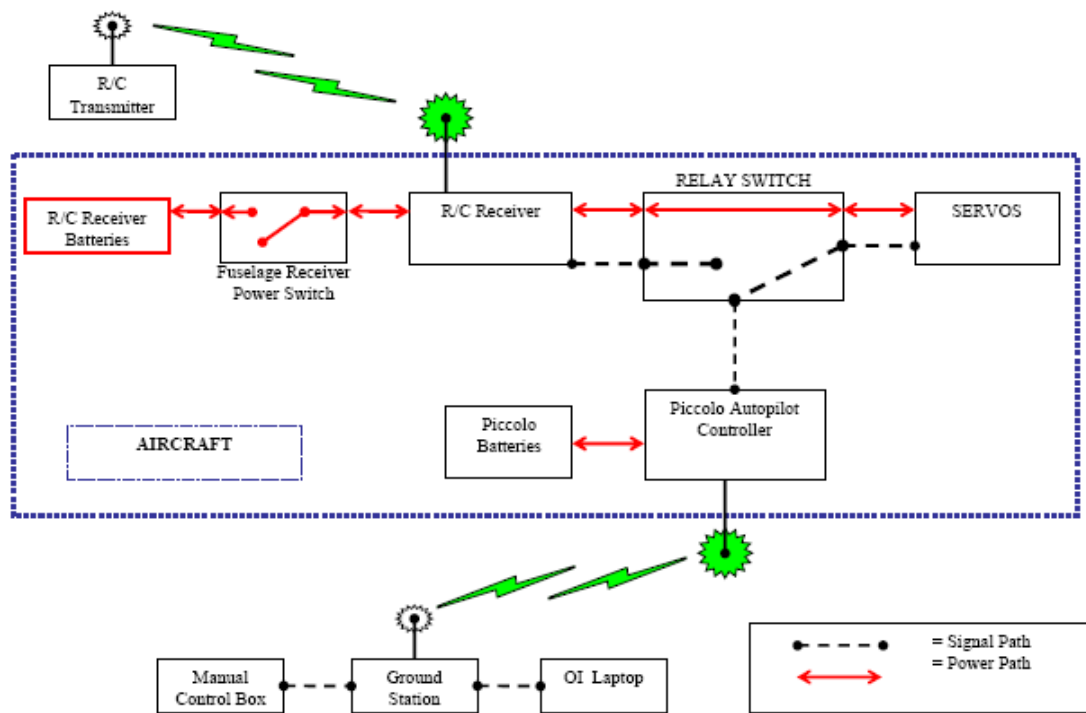 R/C
Transmitter
RELAY SWITCH
R/C Receiver
Batteries
Fuselage Receiver
Power Switch
R/C Receiver
SERVOS
Piccolo Autopilot
Controller
Piccolo
Batteries
AIRCRAFT
Manual
Control Box
Ground
Station
OI Laptop
= Signal Path
= Power Path